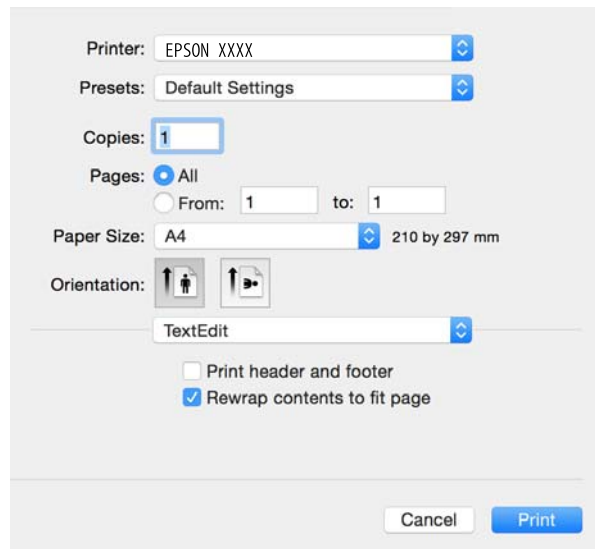 Printer: EPSON XXXX
Presets: Default Settings
Copies: 1
Pages: All
From: 1 to: 1
Paper Size: A4 210 by 297 mm
Orientation:
TextEdit
Print header and footer
Rewrap contents to fit page
Cancel Print